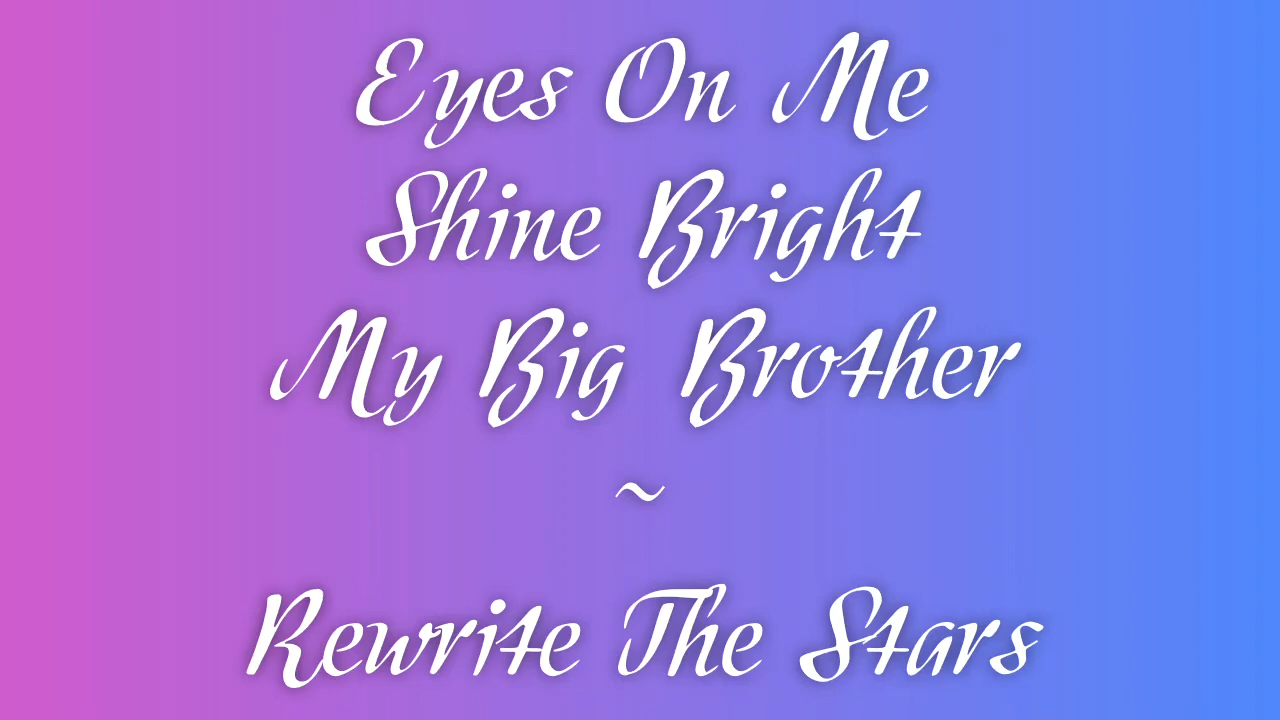 Eyes On Me
Shine Bright
My Big Brother
~
Rewrite The Stars